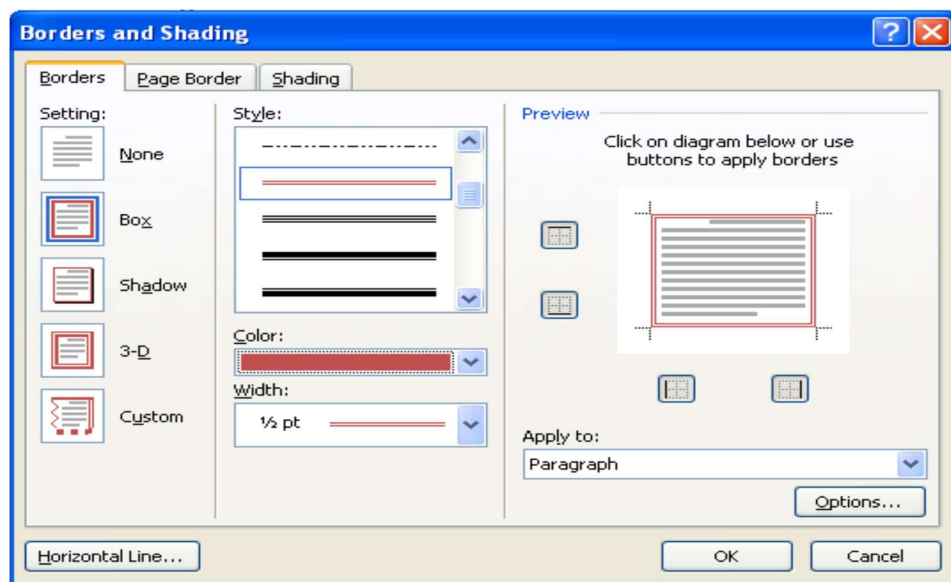 Borders and Shading
Borders
Page Border
Shading
Setting:
None
Box
Shadow
3-D
Custom
Style:
Color:
Width:
½ pt
Preview
Click on diagram below or use
buttons to apply borders
Apply to:
Paragraph
Options...
Horizontal Line...
OK
Cancel